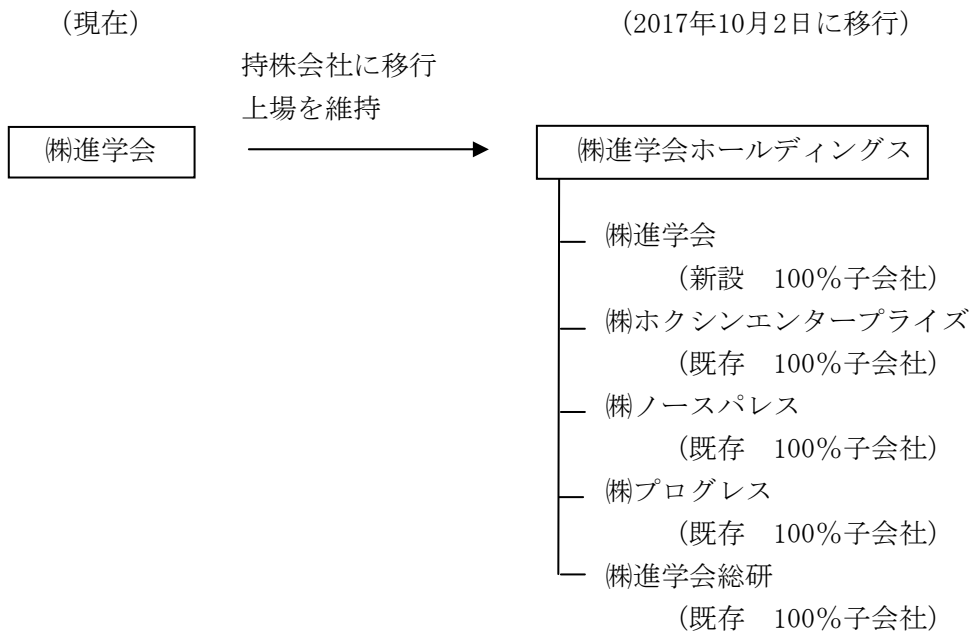 （現在）
（2017年10月2日に移行）
持株会社に移行
上場を維持
㈱進学会
㈱進学会ホールディングス
㈱進学会
（新設　100％子会社）
㈱ホクシンエンタープライズ
（既存　100％子会社）
㈱ノースパレス
（既存　100％子会社）
㈱プログレス
（既存　100％子会社）
㈱進学会総研
（既存　100％子会社）